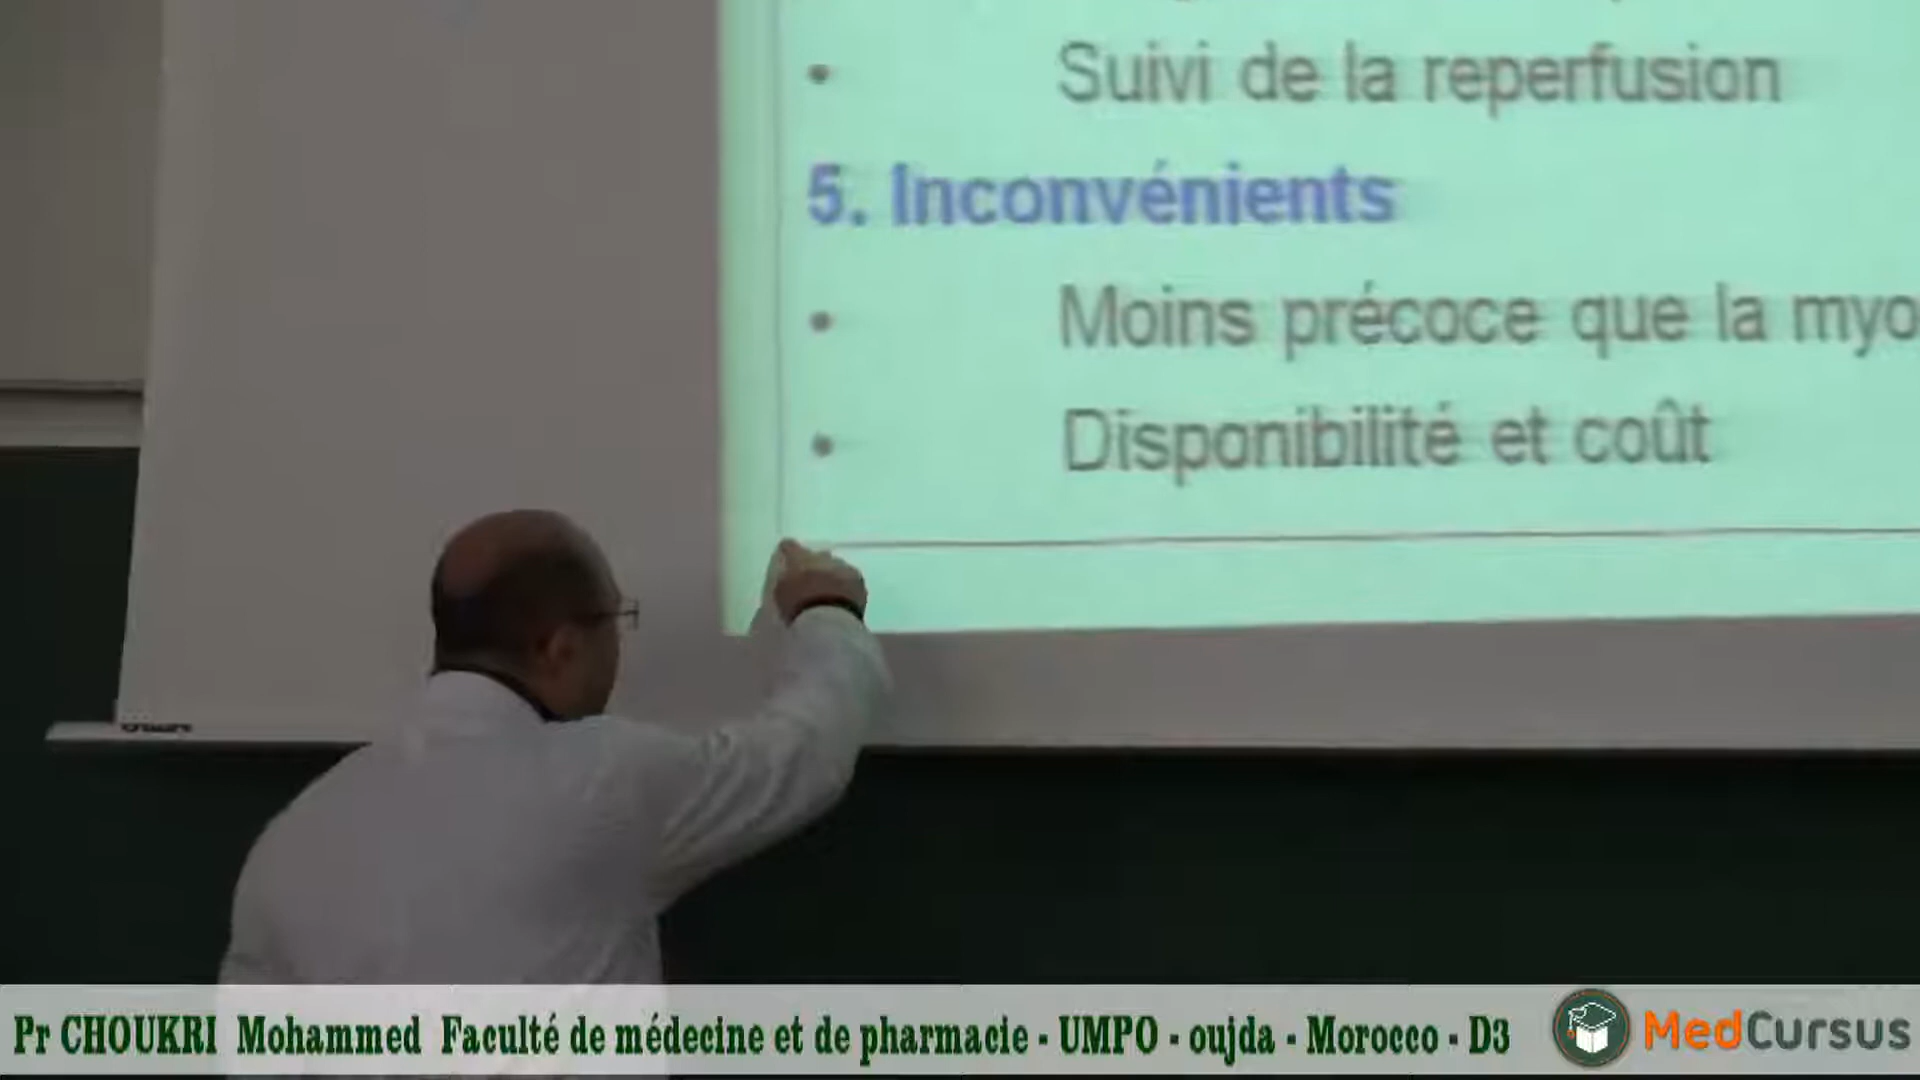 • Suivi de la reperfusion
5. Inconvénients
• Moins précoce que la myo
• Disponibilité et coût
Pr CHOUKRI Mohammed Faculté de médecine et de pharmacie - UMPO - oujda - Morocco - D3
MedCursus